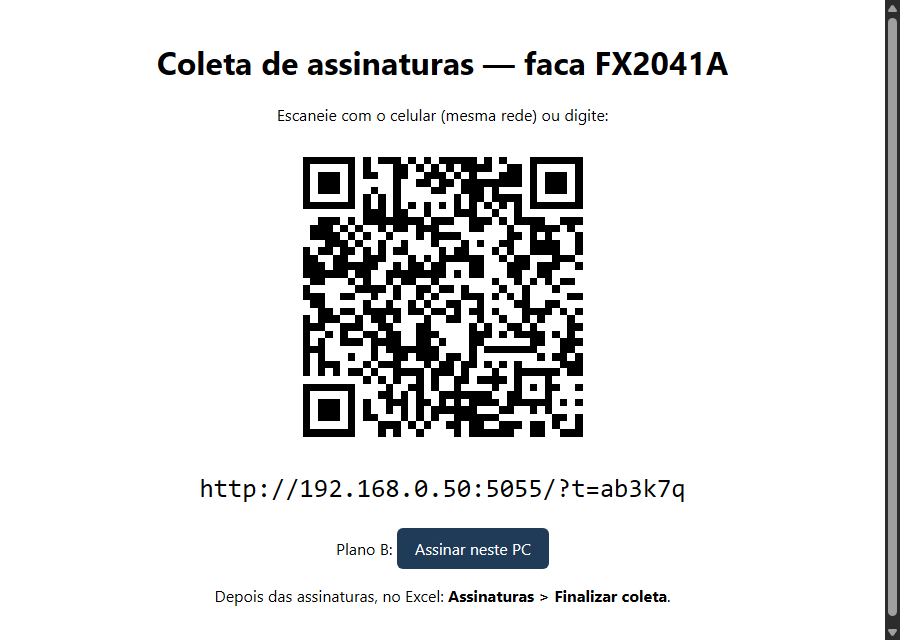 Coleta de assinaturas — faca FX2041A
Escaneie com o celular (mesma rede) ou digite:
http://192.168.0.50:5055/?t=ab3k7q
Plano B: Assinar neste PC
Depois das assinaturas, no Excel: Assinaturas > Finalizar coleta.